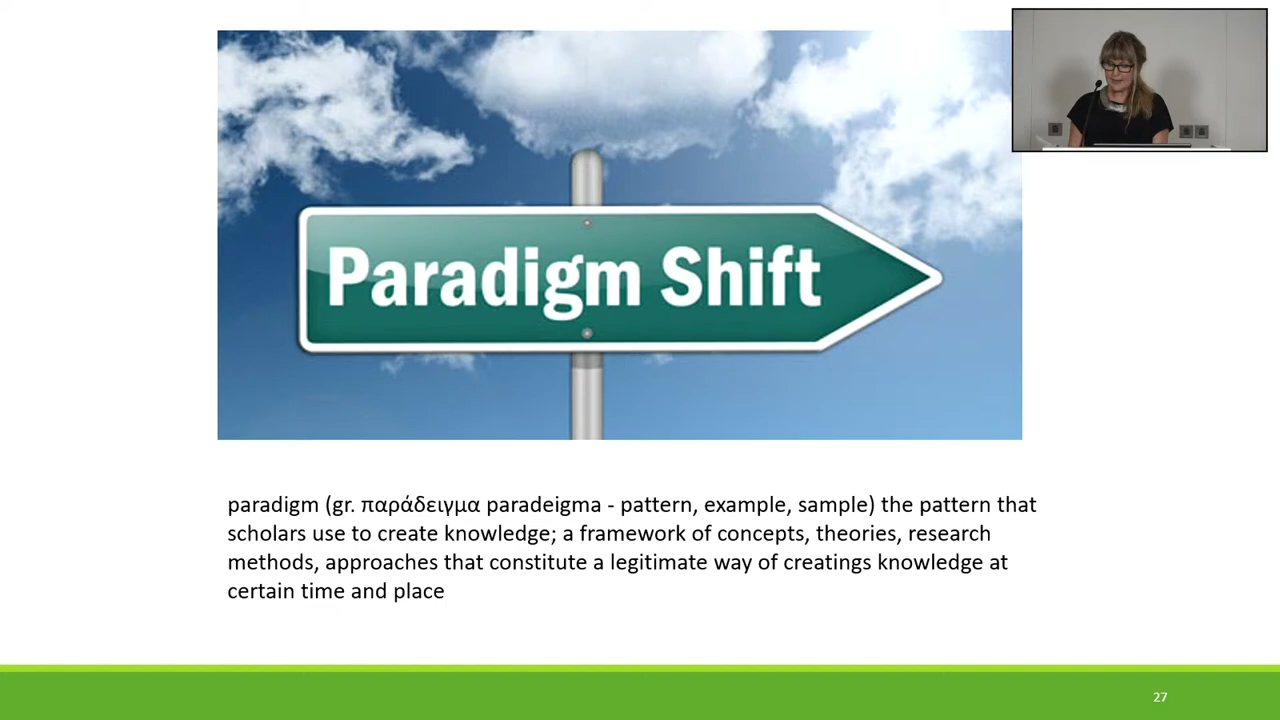 Paradigm Shift
paradigm (gr. παράδειγμα paradeigma - pattern, example, sample) the pattern that
scholars use to create knowledge; a framework of concepts, theories, research
methods, approaches that constitute a legitimate way of creatings knowledge at
certain time and place
27